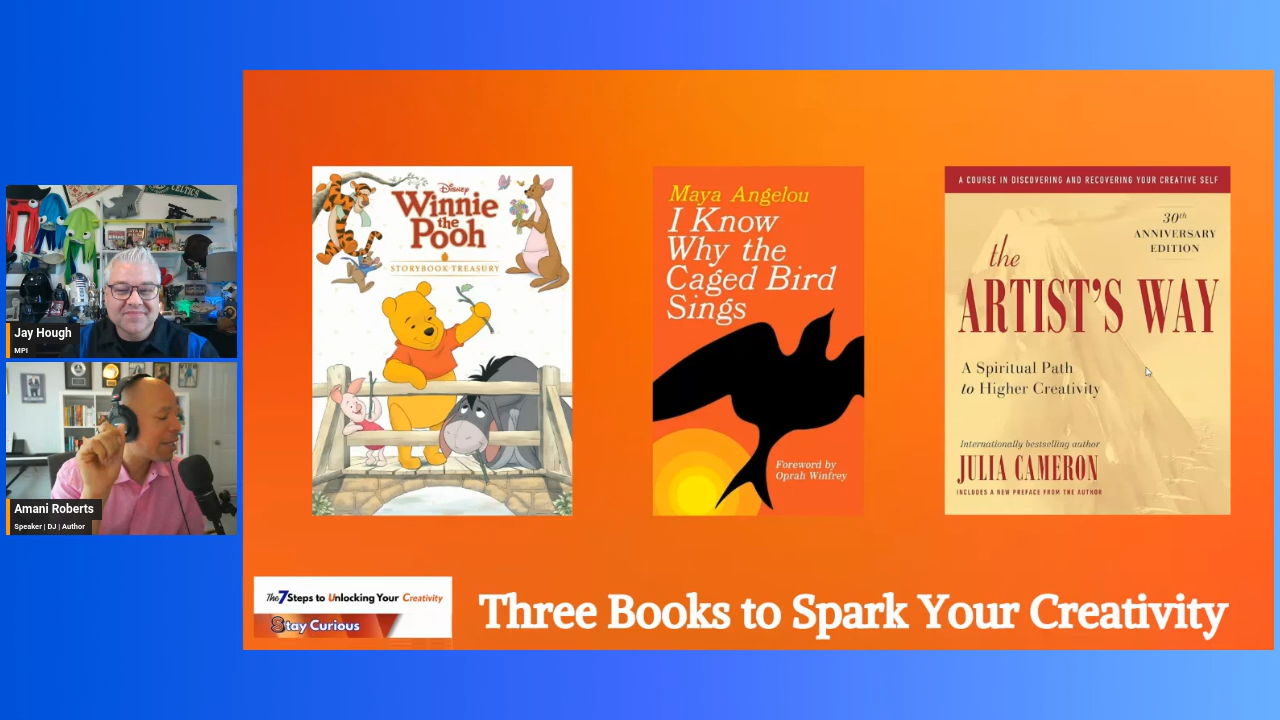 CELTICS
Jay Hough
MPI
Amani Roberts
Speaker | DJ | Author
Disney
Winnie
the
Pooh
STORYBOOK TREASURY
Maya Angelou
I Know
Why the
Caged Bird
Sings
Foreword by
Oprah Winfrey
A COURSE IN DISCOVERING AND RECOVERING YOUR CREATIVE SELF
30th
ANNIVERSARY
EDITION
the
ARTIST'S WAY
A Spiritual Path
to Higher Creativity
Internationally bestselling author
JULIA CAMERON
INCLUDES A NEW PREFACE FROM THE AUTHOR
The 7 Steps to Unlocking Your Creativity
Stay Curious
Three Books to Spark Your Creativity